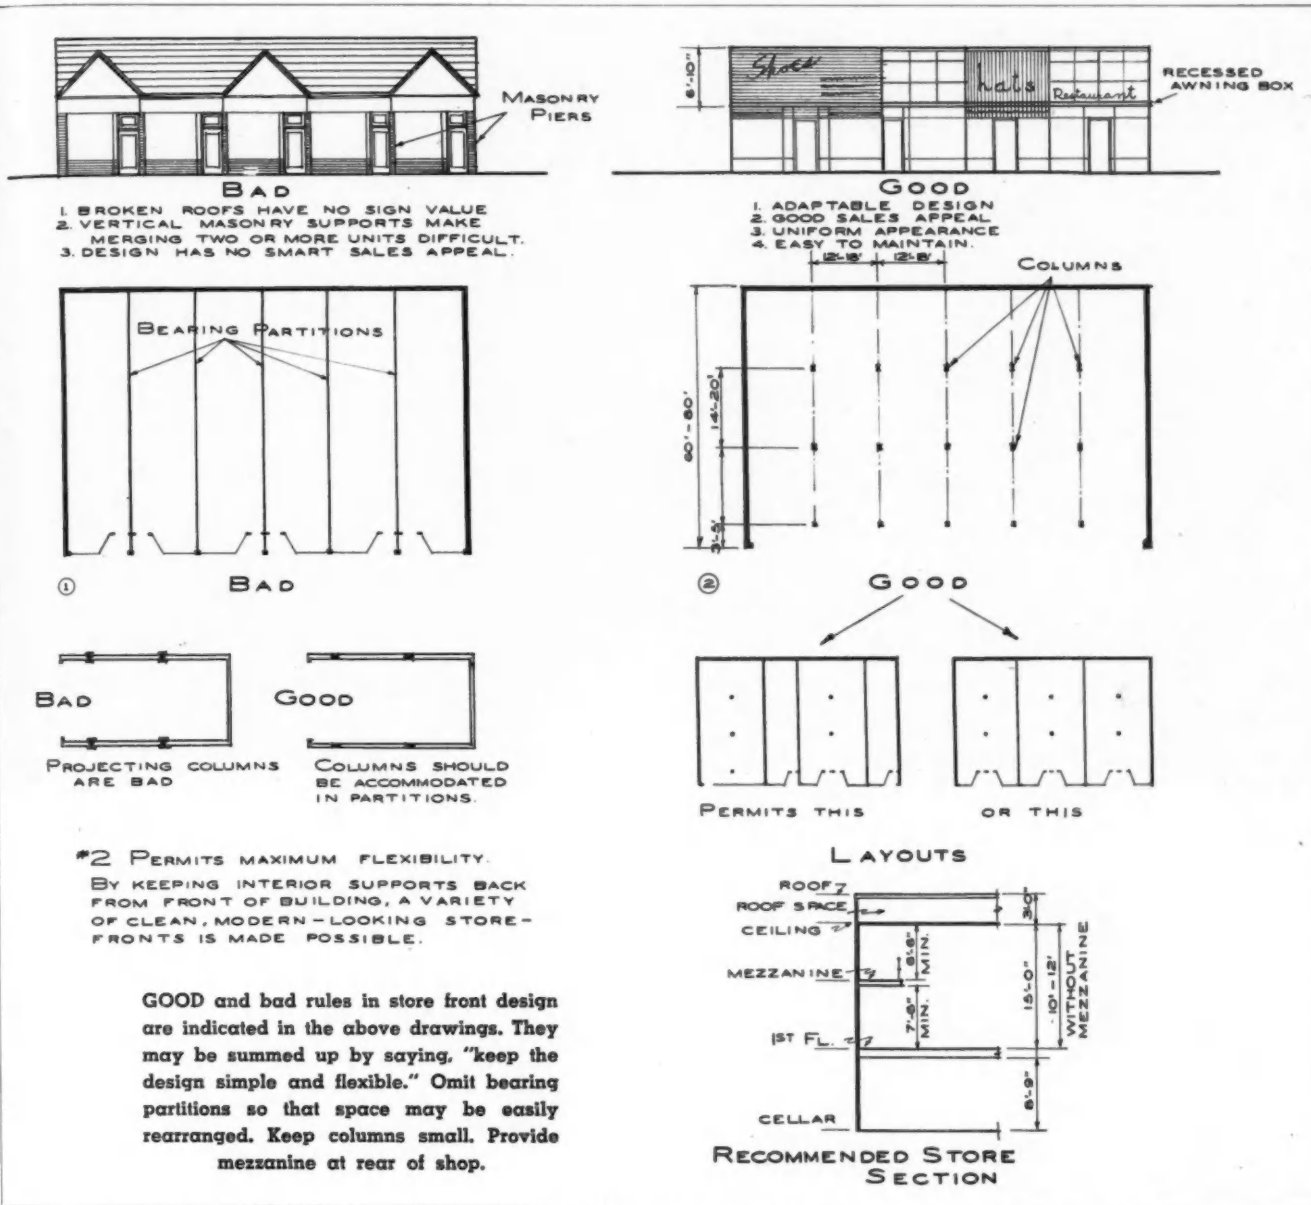 MASONRY
PIERS
BAD
1. BROKEN ROOFS HAVE NO SIGN VALUE
2. VERTICAL MASONRY SUPPORTS MAKE
MERGING TWO OR MORE UNITS DIFFICULT.
3. DESIGN HAS NO SMART SALES APPEAL.
BEARING PARTITIONS
1
BAD
6'-10"
Shoes
hats
Restaurant
RECESSED
AWNING BOX
GOOD
1. ADAPTABLE DESIGN
2. GOOD SALES APPEAL
3. UNIFORM APPEARANCE
4. EASY TO MAINTAIN.
12'-18'
12'-18'
COLUMNS
60'-80'
14'-20'
3'-5'
2
GOOD
BAD
PROJECTING COLUMNS
ARE BAD
GOOD
COLUMNS SHOULD
BE ACCOMMODATED
IN PARTITIONS.
PERMITS THIS
OR THIS
LAYOUTS
#2 PERMITS MAXIMUM FLEXIBILITY.
BY KEEPING INTERIOR SUPPORTS BACK
FROM FRONT OF BUILDING, A VARIETY
OF CLEAN, MODERN-LOOKING STORE-
FRONTS IS MADE POSSIBLE.
GOOD and bad rules in store front design
are indicated in the above drawings. They
may be summed up by saying, "keep the
design simple and flexible." Omit bearing
partitions so that space may be easily
rearranged. Keep columns small. Provide
mezzanine at rear of shop.
ROOF
ROOF SPACE
CEILING
MEZZANINE
1ST FL.
CELLAR
3'-0"
6'-6"
MIN.
7'-6"
MIN.
15'-0"
10'-12'
WITHOUT
MEZZANINE
8'-9"
RECOMMENDED STORE
SECTION